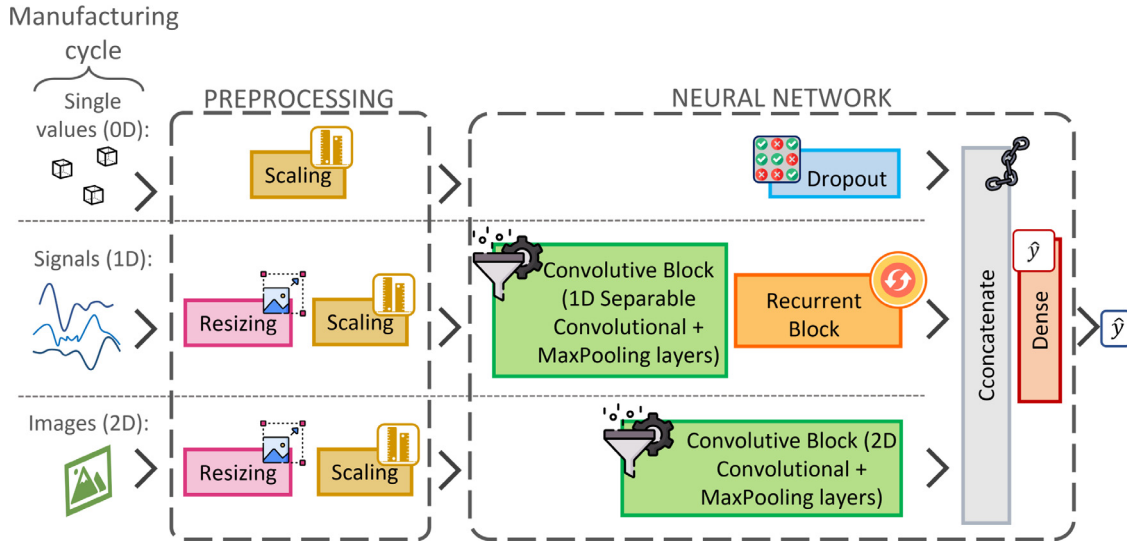 Manufacturing
cycle
Single
values (0D):
PREPROCESSING
NEURAL NETWORK
Scaling
Dropout
Signals (1D):
Resizing
Scaling
Convolutive Block
(1D Separable
Convolutional +
MaxPooling layers)
Recurrent
Block
Images (2D):
Resizing
Scaling
Convolutive Block (2D
Convolutional +
MaxPooling layers)
Cconcatenate
ŷ
Dense
ŷ